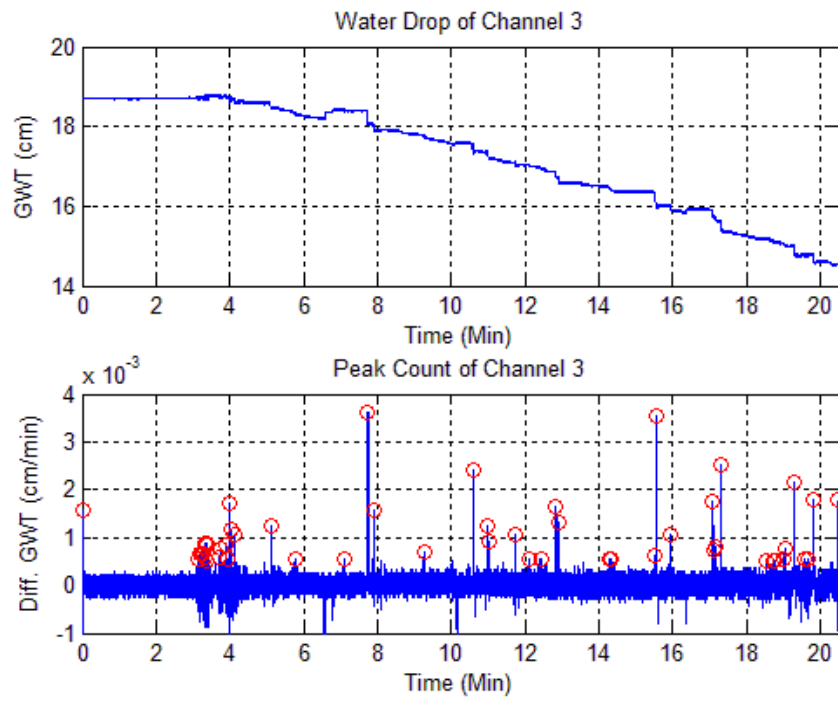 Water Drop of Channel 3
20
18
16
14
GWT (cm)
0 2 4 6 8 10 12 14 16 18 20
Time (Min)
x 10^-3
Peak Count of Channel 3
4
3
2
1
0
-1
Diff. GWT (cm/min)
0 2 4 6 8 10 12 14 16 18 20
Time (Min)